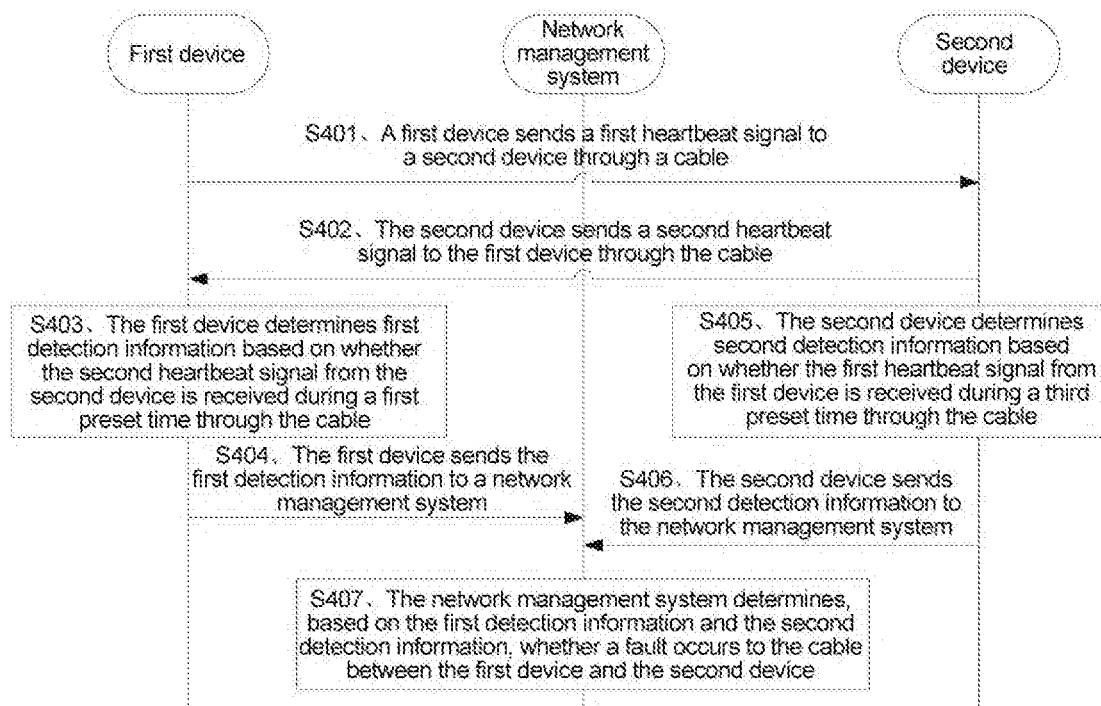 First device
Network
management
system
Second
device
S401、A first device sends a first heartbeat signal to
a second device through a cable
S402、The second device sends a second heartbeat
signal to the first device through the cable
S403、The first device determines first
detection information based on whether
the second heartbeat signal from the
second device is received during a first
preset time through the cable
S405、The second device determines
second detection information based
on whether the first heartbeat signal from
the first device is received during a third
preset time through the cable
S404、The first device sends the
first detection information to a network
management system
S406、The second device sends
the second detection information to
the network management system
S407、The network management system determines,
based on the first detection information and the second
detection information, whether a fault occurs to the cable
between the first device and the second device